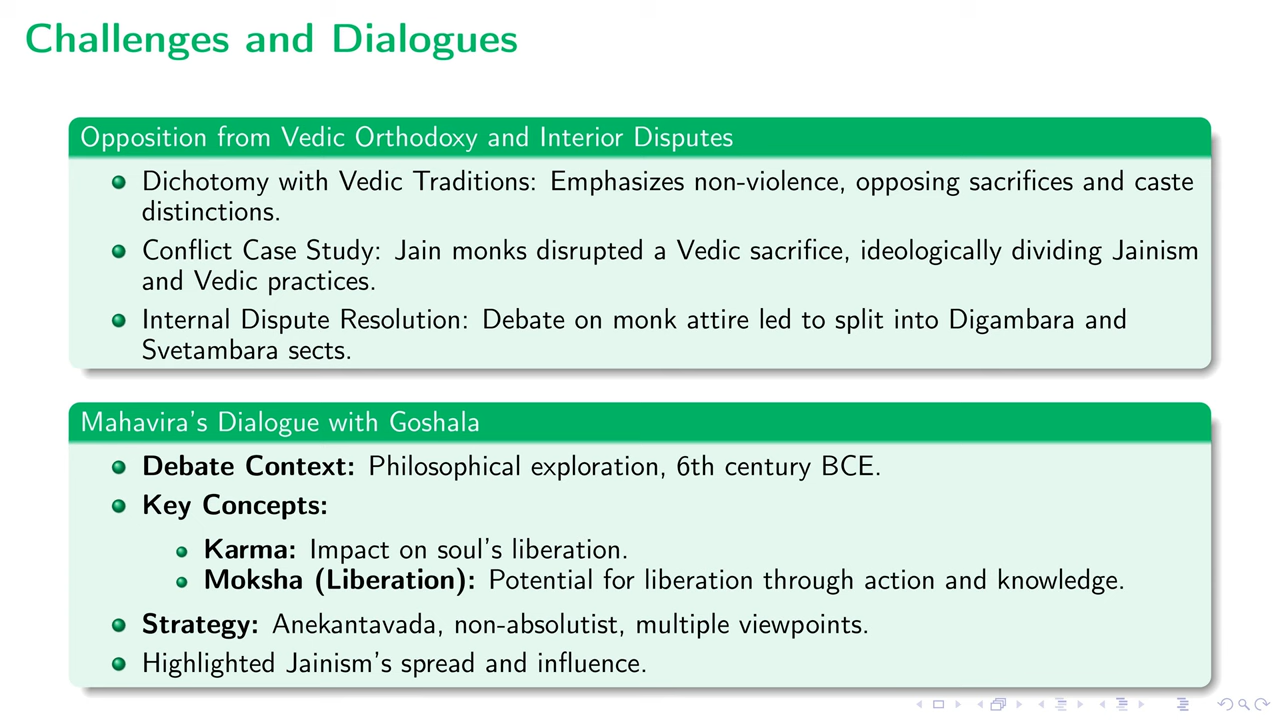 Challenges and Dialogues
Opposition from Vedic Orthodoxy and Interior Disputes
Dichotomy with Vedic Traditions: Emphasizes non-violence, opposing sacrifices and caste
distinctions.
Conflict Case Study: Jain monks disrupted a Vedic sacrifice, ideologically dividing Jainism
and Vedic practices.
Internal Dispute Resolution: Debate on monk attire led to split into Digambara and
Svetambara sects.
Mahavira's Dialogue with Goshala
Debate Context: Philosophical exploration, 6th century BCE.
Key Concepts:
Karma: Impact on soul's liberation.
Moksha (Liberation): Potential for liberation through action and knowledge.
Strategy: Anekantavada, non-absolutist, multiple viewpoints.
Highlighted Jainism's spread and influence.